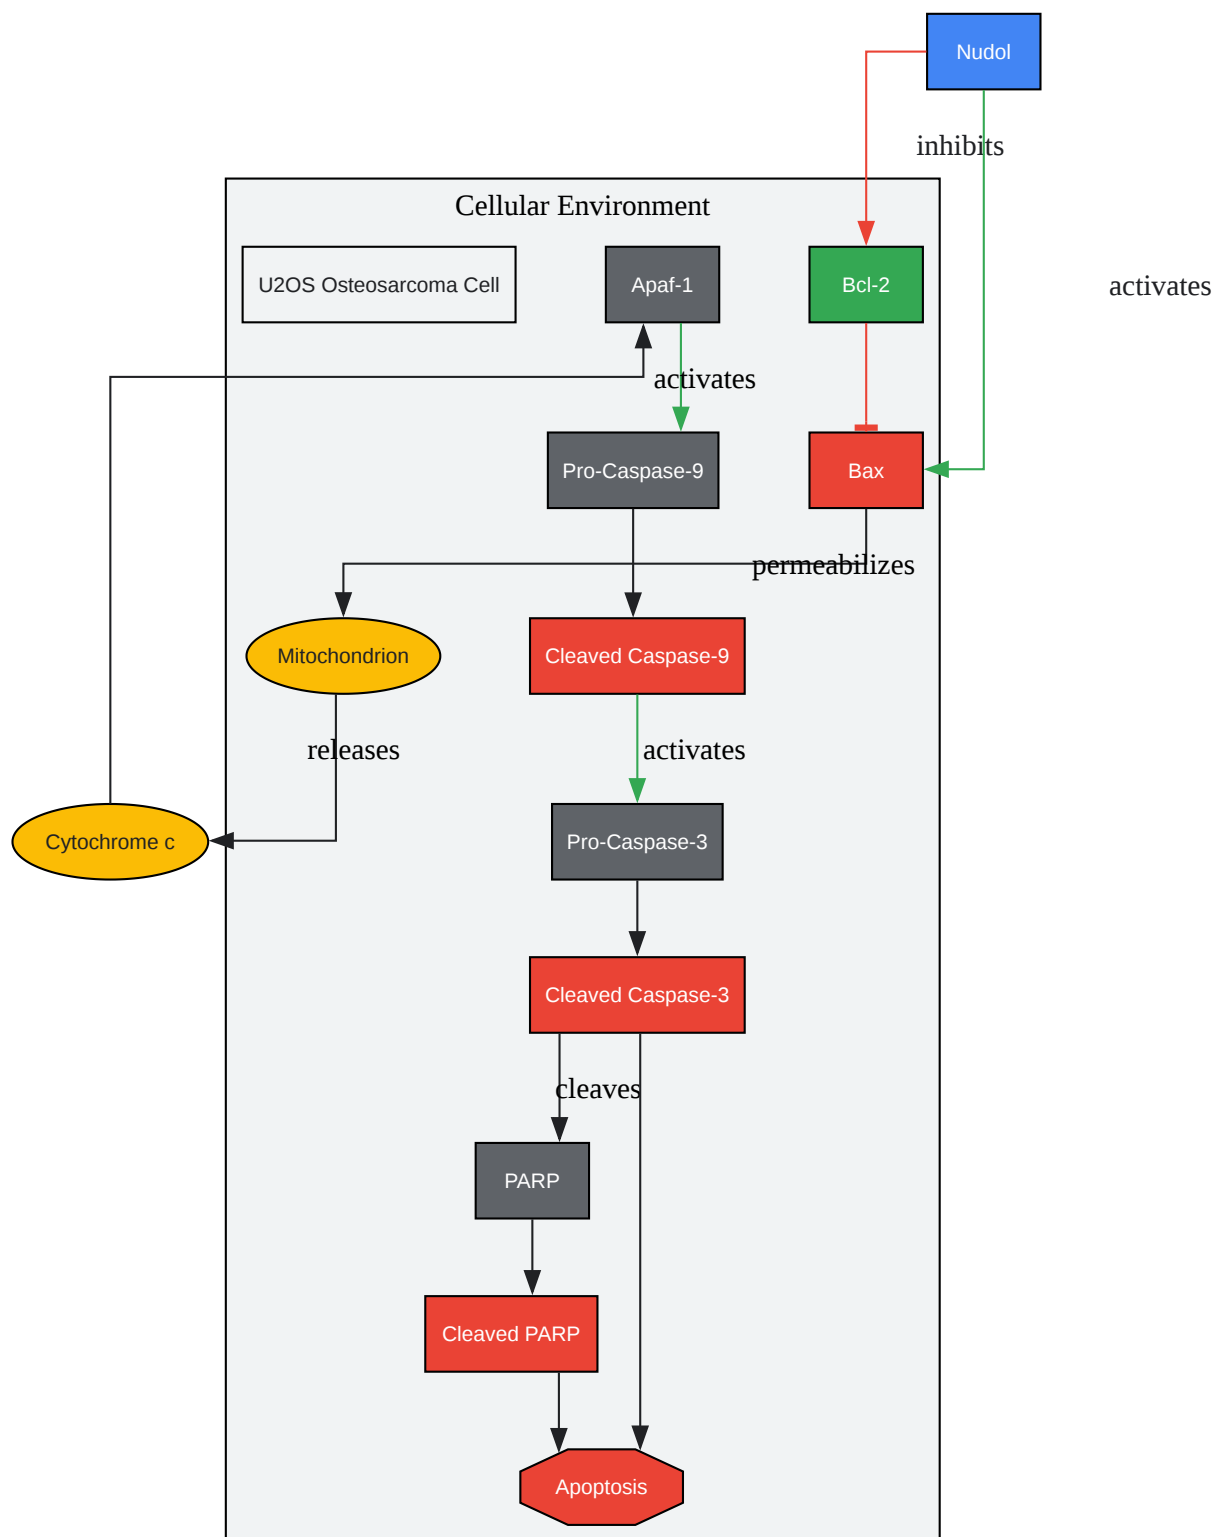 Nudol
inhibits
Cellular Environment
U2OS Osteosarcoma Cell
Apaf-1
Bcl-2
activates
activates
Pro-Caspase-9
Bax
permeabilizes
Mitochondrion
Cleaved Caspase-9
releases
activates
Cytochrome c
Pro-Caspase-3
Cleaved Caspase-3
cleaves
PARP
Cleaved PARP
Apoptosis